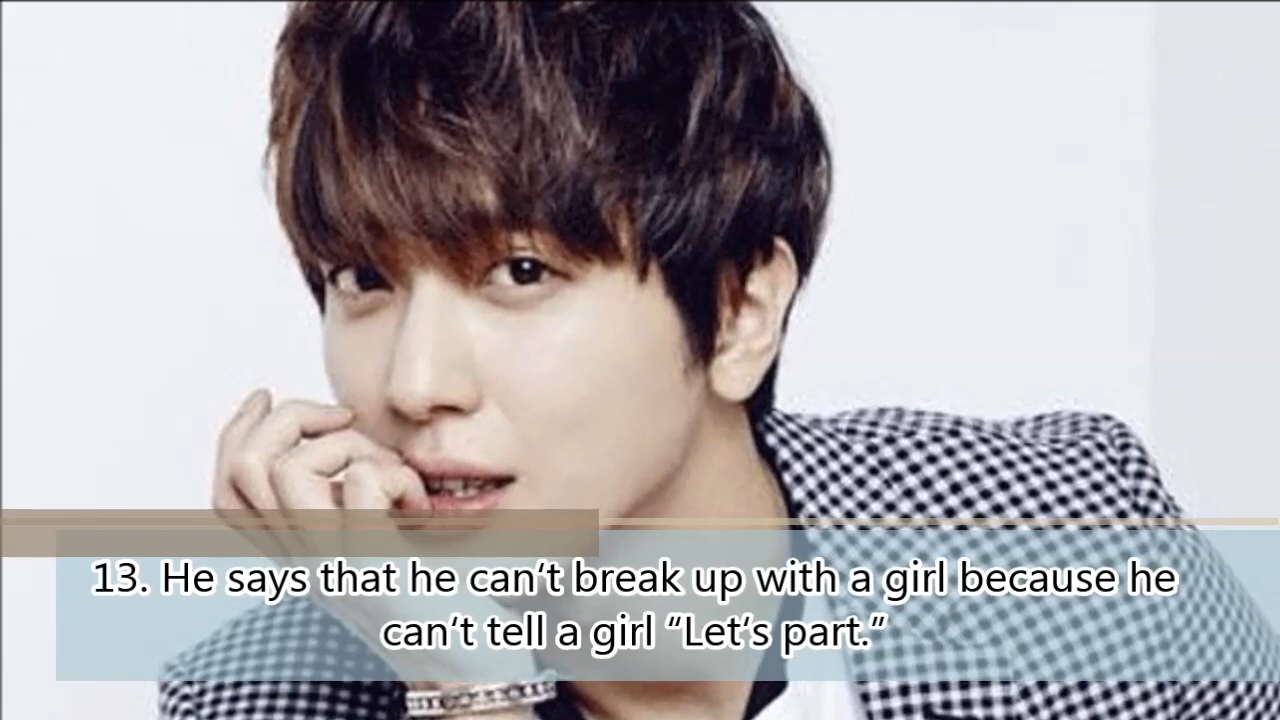 13. He says that he can‘t break up with a girl because he
can‘t tell a girl “Let‘s part.”